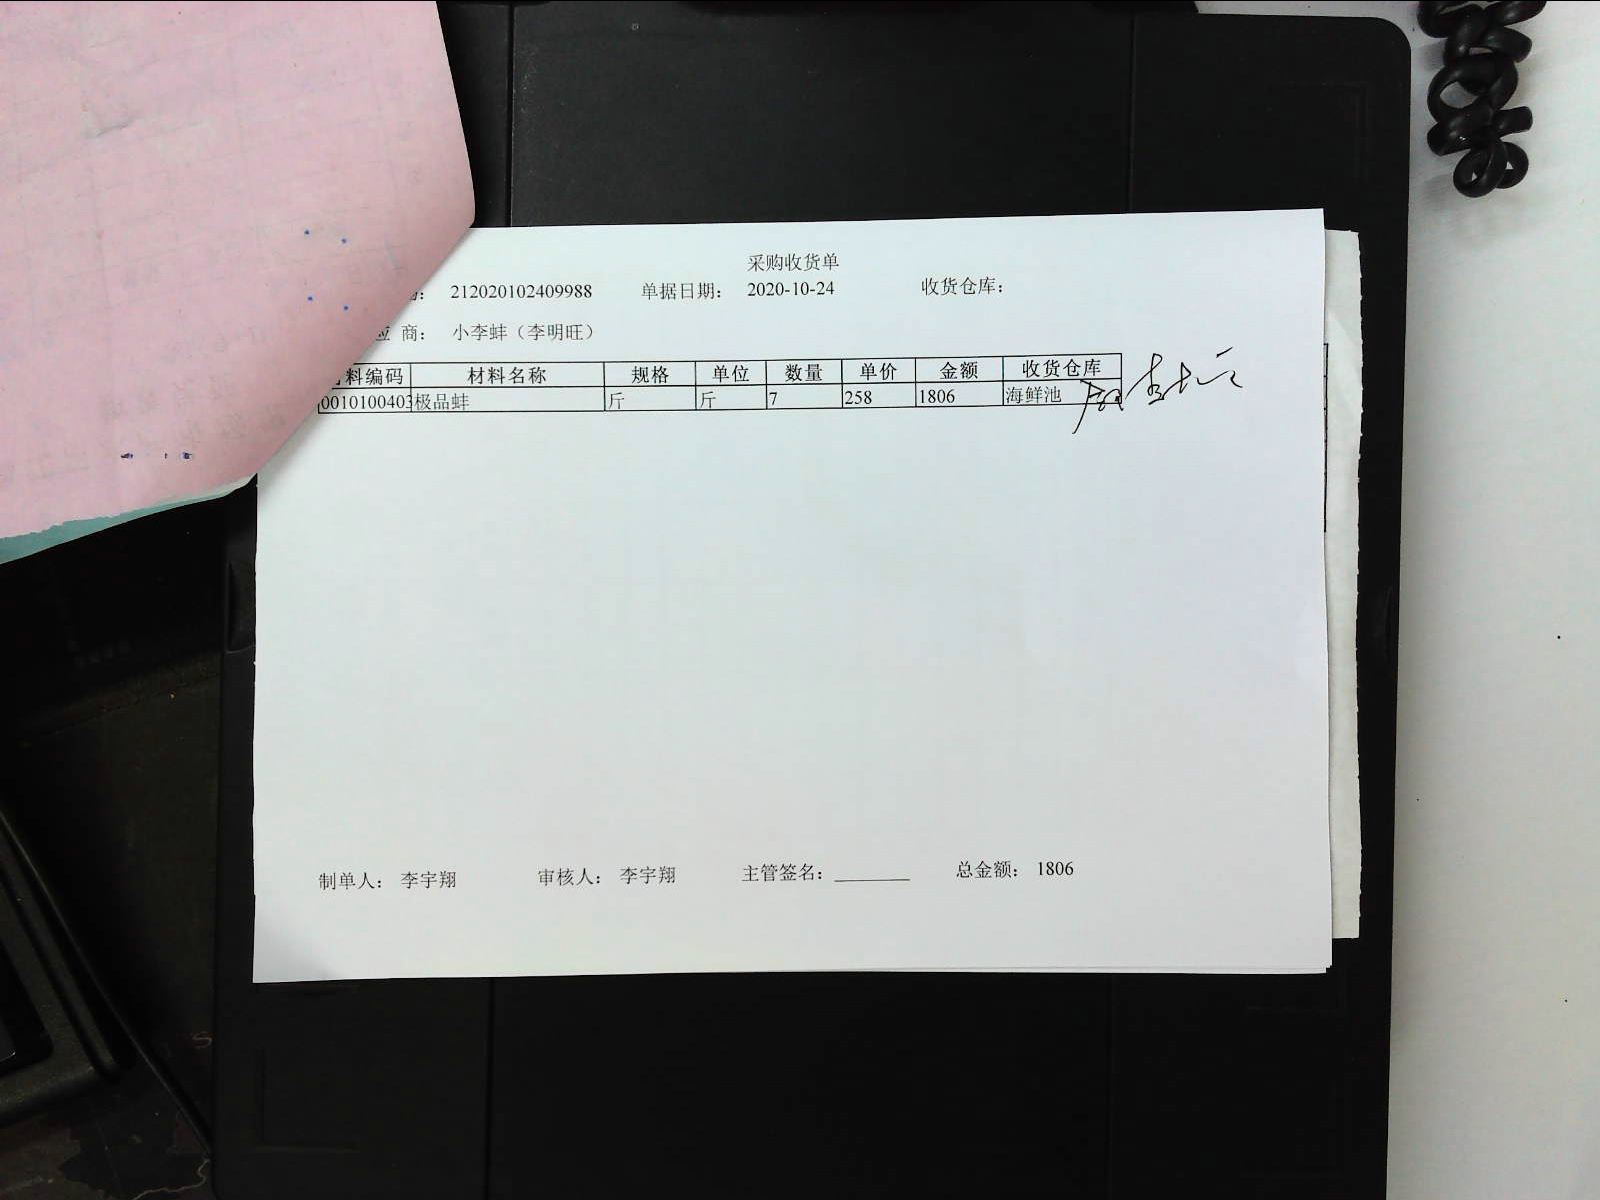 采购收货单
: 212020102409988 单据日期: 2020-10-24 收货仓库:
应 商: 小李蚌（李明旺）
料编码 材料名称 规格 单位 数量 单价 金额 收货仓库
0010100403 极品蚌 斤 斤 7 258 1806 海鲜池
制单人: 李宇翔 审核人: 李宇翔 主管签名: 总金额: 1806